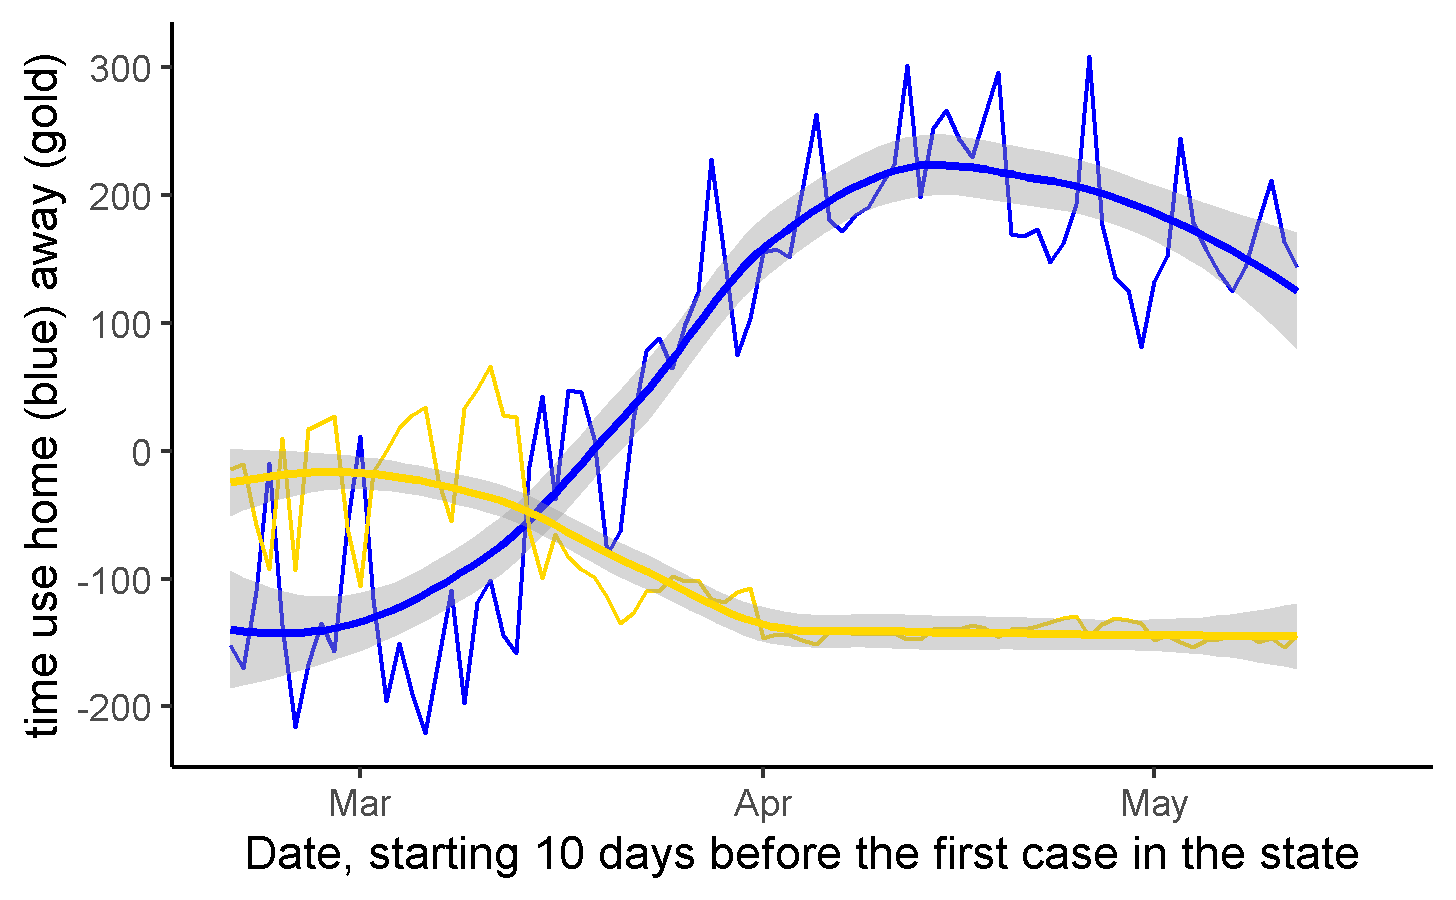 time use home (blue) away (gold)
300
200
100
0
-100
-200
Mar
Apr
May
Date, starting 10 days before the first case in the state